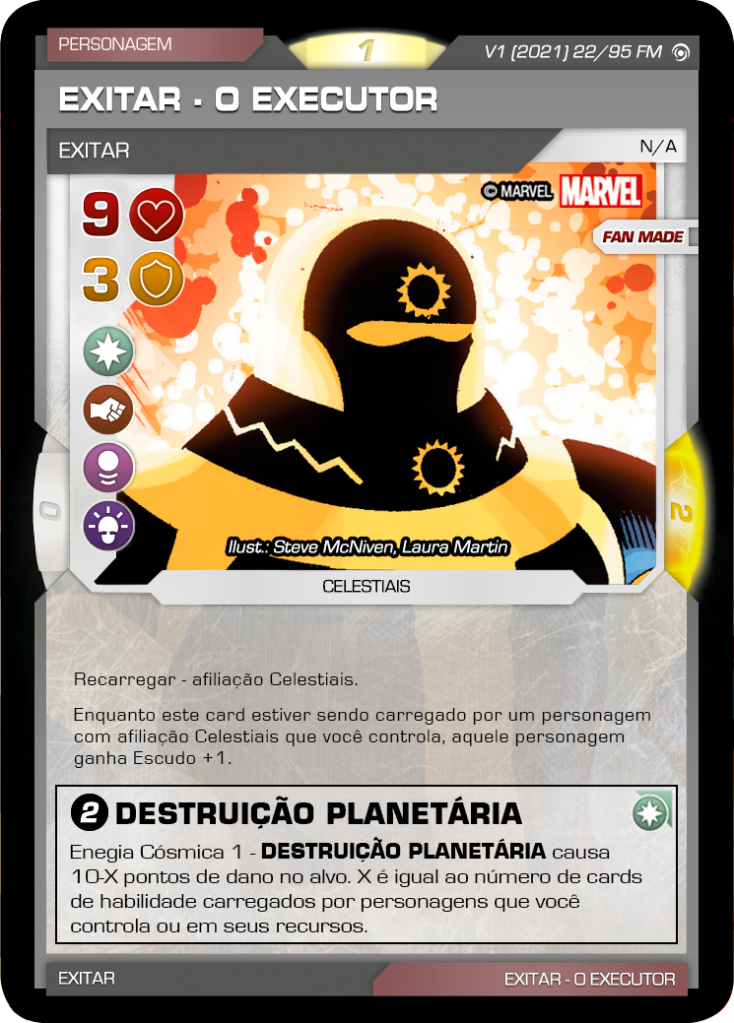 PERSONAGEM
1
V1 (2021) 22/95 FM
EXITAR - O EXECUTOR
EXITAR
N/A
9
© MARVEL MARVEL
FAN MADE
3
0
2
Ilust.: Steve McNiven, Laura Martin
CELESTIAIS
Recarregar - afiliação Celestiais.
Enquanto este card estiver sendo carregado por um personagem
com afiliação Celestiais que você controla, aquele personagem
ganha Escudo +1.
2 DESTRUIÇÃO PLANETÁRIA
Enegia Cósmica 1 - DESTRUIÇÃO PLANETÁRIA causa
10-X pontos de dano no alvo. X é igual ao número de cards
de habilidade carregados por personagens que você
controla ou em seus recursos.
EXITAR
EXITAR - O EXECUTOR